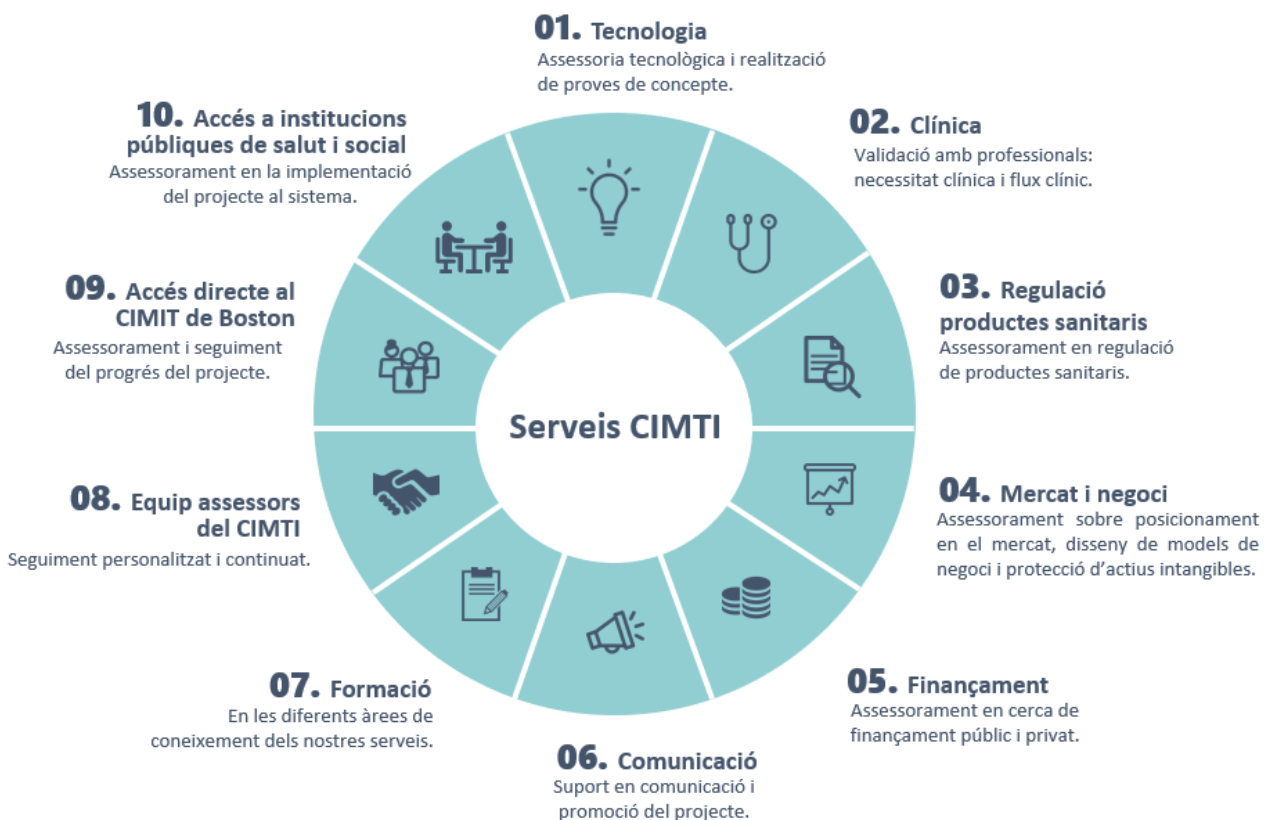 01. Tecnologia
Assessoria tecnològica i realització
de proves de concepte.
02. Clínica
Validació amb professionals:
necessitat clínica i flux clínic.
03. Regulació
productes sanitaris
Assessorament en regulació
de productes sanitaris.
04. Mercat i negoci
Assessorament sobre posicionament
en el mercat, disseny de models de
negoci i protecció d'actius intangibles.
05. Finançament
Assessorament en cerca de
finançament públic i privat.
06. Comunicació
Suport en comunicació i
promoció del projecte.
07. Formació
En les diferents àrees de
coneixement dels nostres serveis.
08. Equip assessors
del CIMTI
Seguiment personalitzat i continuat.
09. Accés directe al
CIMIT de Boston
Assessorament i seguiment
del progrés del projecte.
10. Accés a institucions
públiques de salut i social
Assessorament en la implementació
del projecte al sistema.
Serveis CIMTI